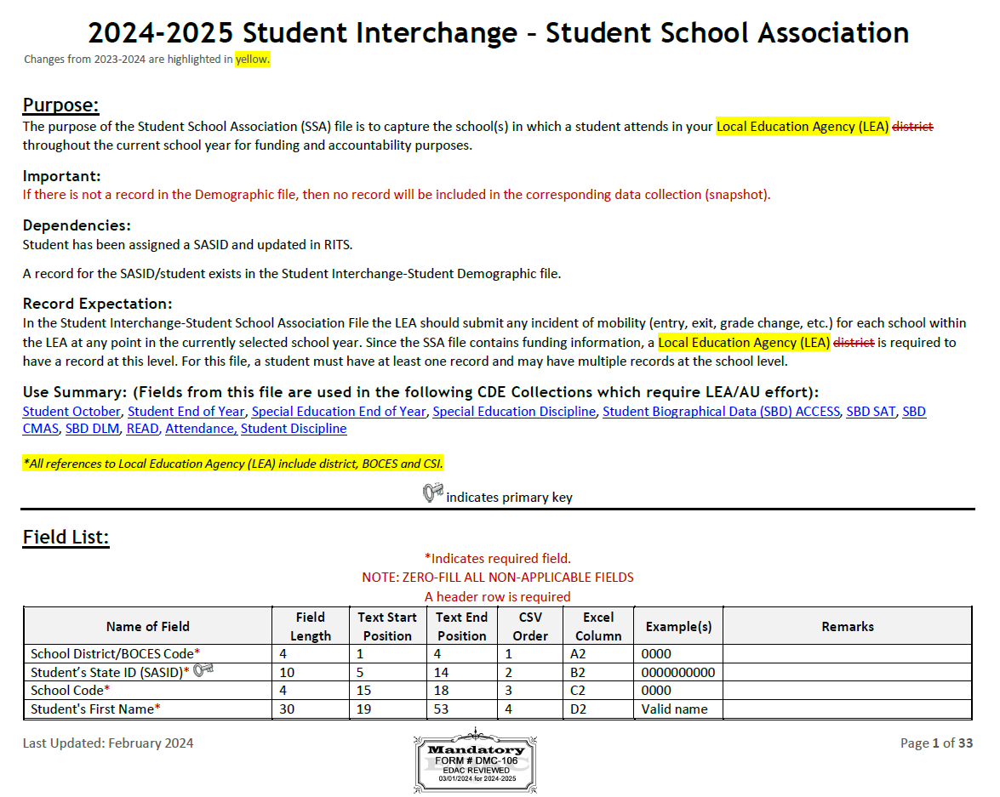 2024-2025 Student Interchange – Student School Association
Changes from 2023-2024 are highlighted in yellow.
Purpose:
The purpose of the Student School Association (SSA) file is to capture the school(s) in which a student attends in your Local Education Agency (LEA) district
throughout the current school year for funding and accountability purposes.
Important:
If there is not a record in the Demographic file, then no record will be included in the corresponding data collection (snapshot).
Dependencies:
Student has been assigned a SASID and updated in RITS.
A record for the SASID/student exists in the Student Interchange-Student Demographic file.
Record Expectation:
In the Student Interchange-Student School Association File the LEA should submit any incident of mobility (entry, exit, grade change, etc.) for each school within
the LEA at any point in the currently selected school year. Since the SSA file contains funding information, a Local Education Agency (LEA) district is required to
have a record at this level. For this file, a student must have at least one record and may have multiple records at the school level.
Use Summary: (Fields from this file are used in the following CDE Collections which require LEA/AU effort):
Student October, Student End of Year, Special Education End of Year, Special Education Discipline, Student Biographical Data (SBD) ACCESS, SBD SAT, SBD
CMAS, SBD DLM, READ, Attendance, Student Discipline
*All references to Local Education Agency (LEA) include district, BOCES and CSI.
indicates primary key
Field List:
*Indicates required field.
NOTE: ZERO-FILL ALL NON-APPLICABLE FIELDS
A header row is required
Name of Field Field Length Text Start Position Text End Position CSV Order Excel Column Example(s) Remarks
School District/BOCES Code* 4 1 4 1 A2 0000
Student's State ID (SASID)* 10 5 14 2 B2 0000000000
School Code* 4 15 18 3 C2 0000
Student's First Name* 30 19 53 4 D2 Valid name
Last Updated: February 2024
Mandatory
FORM # DMC-106
EDAC REVIEWED
03/01/2024 for 2024-2025
Page 1 of 33